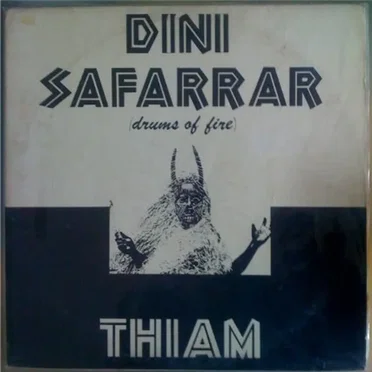 DINI
SAFARRAR
(drums of fire)
THIAM